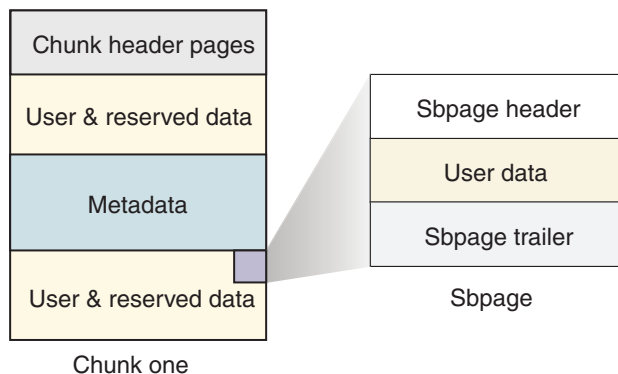 Chunk header pages
User & reserved data
Metadata
User & reserved data
Chunk one
Sbpage header
User data
Sbpage trailer
Sbpage